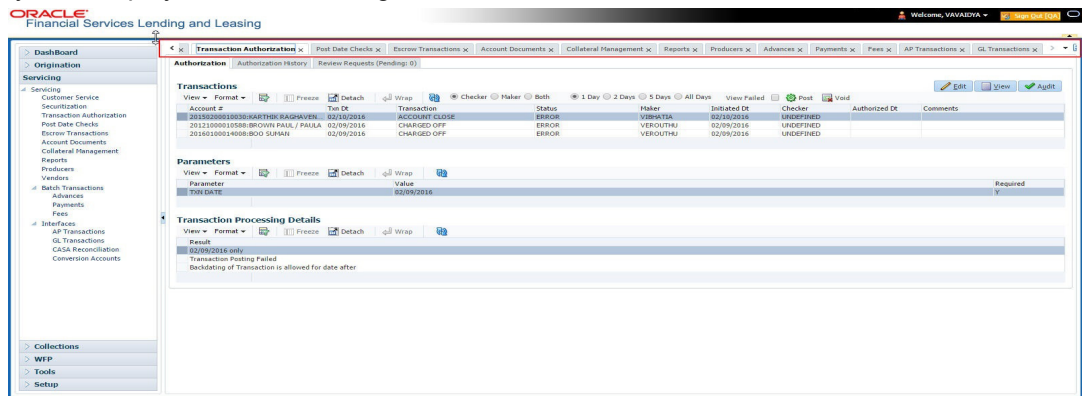 ORACLE
Financial Services Lending and Leasing
Welcome, VAVAIDYA
Sign Out [QA]
Transaction Authorization x Post Date Checks x Escrow Transactions x Account Documents x Collateral Management x Reports x Producers x Advances x Payments x Fees x AP Transactions x GL Transactions x
DashBoard
Origination
Servicing
Servicing
Customer Service
Securitization
Transaction Authorization
Post Date Checks
Escrow Transactions
Account Documents
Collateral Management
Reports
Producers
Vendors
Batch Transactions
Advances
Payments
Fees
Interfaces
AP Transactions
GL Transactions
CASA Reconciliation
Conversion Accounts
Collections
WFP
Tools
Setup
Authorization Authorization History Review Requests (Pending: 0)
Transactions
Edit View Audit
View Format Freeze Detach Wrap Checker Maker Both 1 Day 2 Days 5 Days All Days View Failed Post Void
Account # Txn Dt Transaction Status Maker Initiated Dt Checker Authorized Dt Comments
20150200010030:KARTHIK RAGHAVEN... 02/10/2016 ACCOUNT CLOSE ERROR VIBHATIA 02/10/2016 UNDEFINED
20121000010588:BROWN PAUL / PAULA 02/09/2016 CHARGED OFF ERROR VEROUTHU 02/09/2016 UNDEFINED
20160100014008:BOO SUMAN 02/09/2016 CHARGED OFF ERROR VEROUTHU 02/09/2016 UNDEFINED
Parameters
View Format Freeze Detach Wrap
Parameter Value Required
TXN DATE 02/09/2016 Y
Transaction Processing Details
View Format Freeze Detach Wrap
Result
02/09/2016 only
Transaction Posting Failed
Backdating of Transaction is allowed for date after